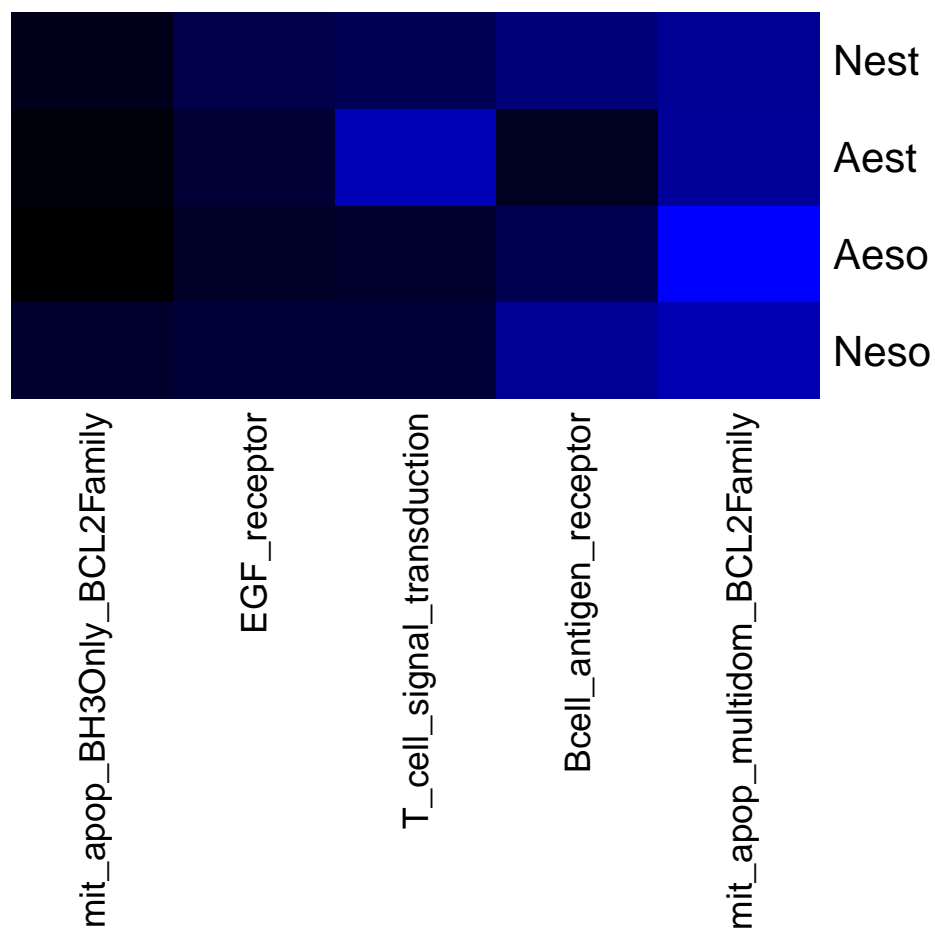 Nest
Aest
Aeso
Neso
mit_apop_BH3Only_BCL2Family
EGF_receptor
T_cell_signal_transduction
Bcell_antigen_receptor
mit_apop_multidom_BCL2Family